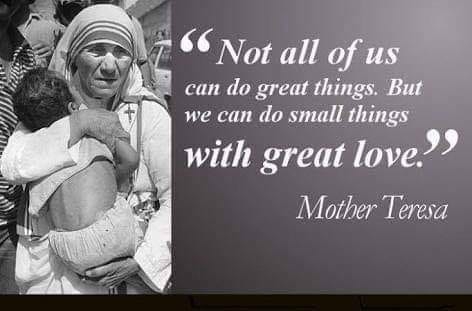 “Not all of us
can do great things. But
we can do small things
with great love.”
Mother Teresa